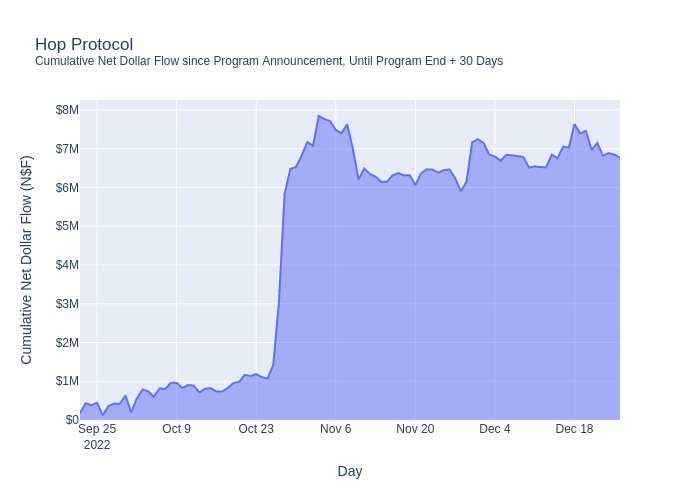 Hop Protocol
Cumulative Net Dollar Flow since Program Announcement, Until Program End + 30 Days
Cumulative Net Dollar Flow (N$F)
$8M
$7M
$6M
$5M
$4M
$3M
$2M
$1M
$0
Sep 25
2022
Oct 9
Oct 23
Nov 6
Nov 20
Dec 4
Dec 18
Day